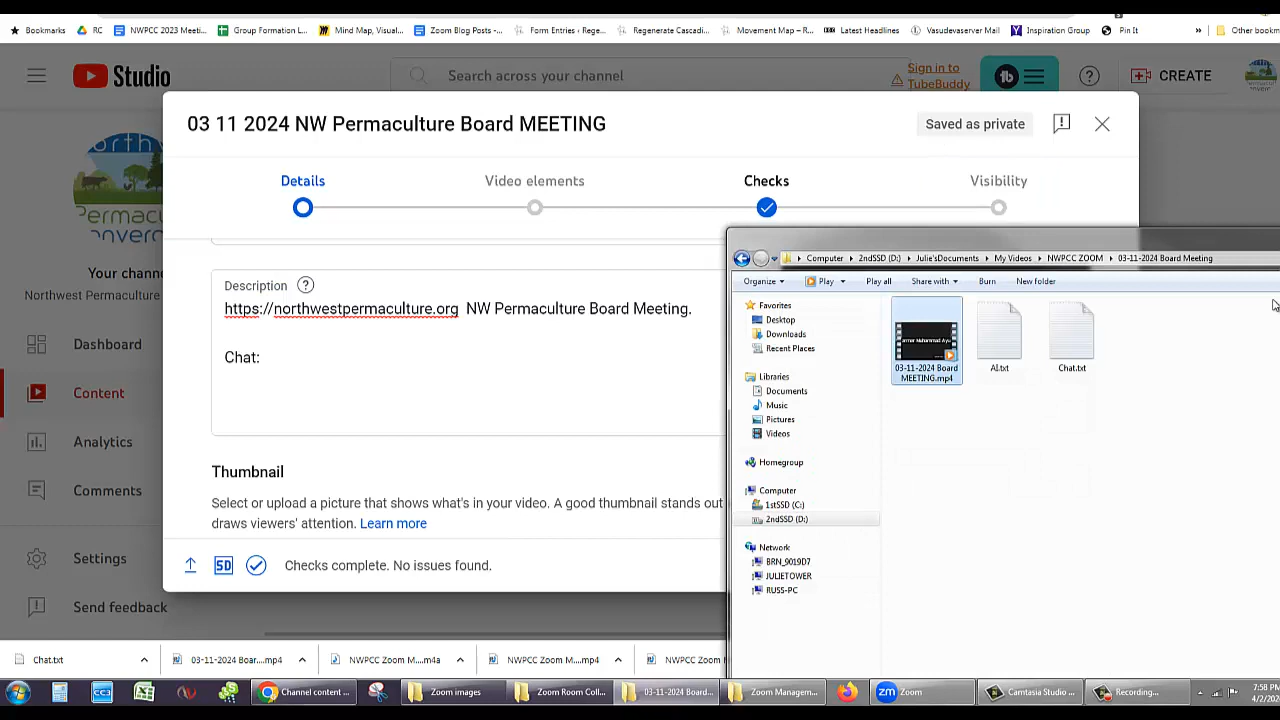 Bookmarks RC NWPCC 2023 Meeti... Group Formation L... Mind Map, Visual... Zoom Blog Posts -... Form Entries ‹ Rege... Regenerate Cascadi... Movement Map – R... Latest Headlines Vasudevaserver Mail Inspiration Group Pin It » Other bookm
Studio
Search across your channel
Sign in to
TubeBuddy
CREATE
03 11 2024 NW Permaculture Board MEETING
Saved as private
Details
Video elements
Checks
Visibility
Your chann
Northwest Permaculture
Dashboard
Content
Analytics
Comments
Settings
Send feedback
Description
https://northwestpermaculture.org NW Permaculture Board Meeting.
Chat:
Thumbnail
Select or upload a picture that shows what's in your video. A good thumbnail stands out
draws viewers' attention. Learn more
SD
Checks complete. No issues found.
Computer 2ndSSD (D:) Julie'sDocuments My Videos NWPCC ZOOM 03-11-2024 Board Meeting
Organize Play Play all Share with Burn New folder
Favorites
Desktop
Downloads
Recent Places
Libraries
Documents
Music
Pictures
Videos
Homegroup
Computer
1stSSD (C:)
2ndSSD (D:)
Network
BRN_9019D7
JULIETOWER
RUSS-PC
armer Muhammad Ayu
03-11-2024 Board
MEETING.mp4
AI.txt
Chat.txt
Chat.txt
03-11-2024 Boar....mp4
NWPCC Zoom M....m4a
NWPCC Zoom M....mp4
NWPCC Zoom
CC3
Channel content ...
Zoom images
Zoom Room Coll...
03-11-2024 Board...
Zoom Managem...
zm Zoom
Camtasia Studio ...
Recording...
7:58 PM